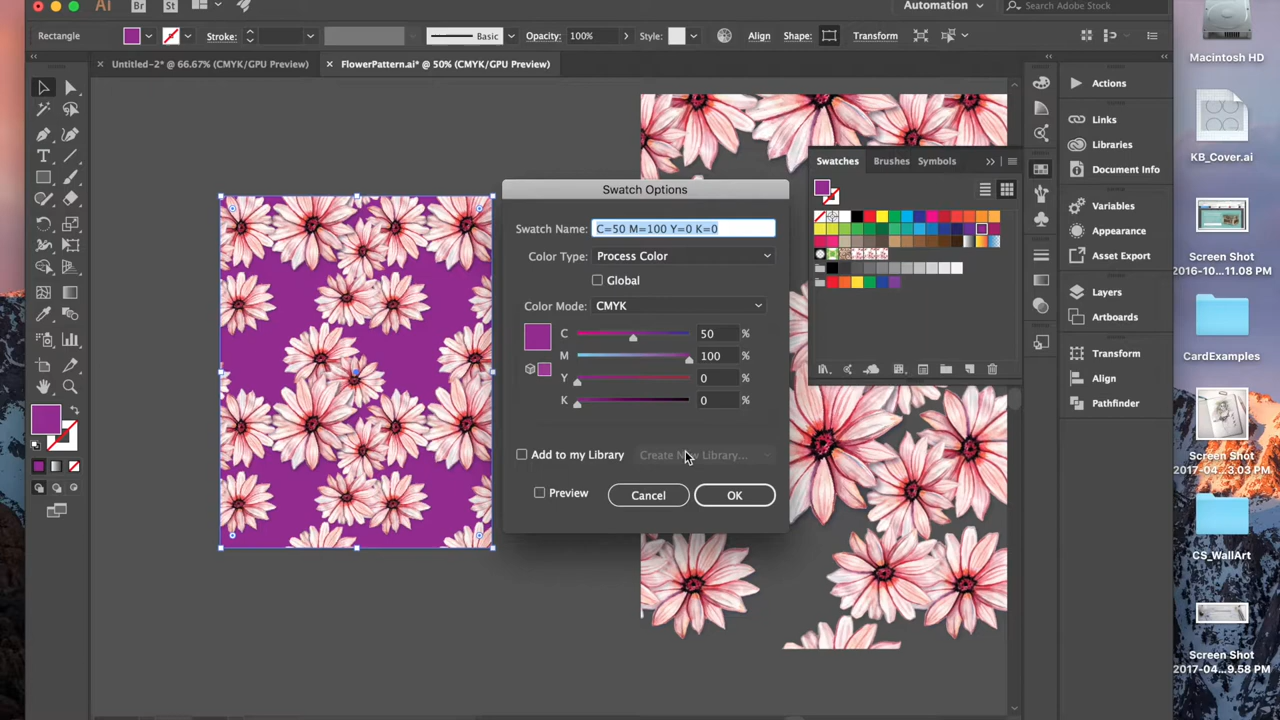 Ai Br St Automation Search Adobe Stock
Rectangle Stroke: Basic Opacity: 100% Style: Align Shape: Transform
Untitled-2* @ 66.67% (CMYK/GPU Preview) FlowerPattern.ai* @ 50% (CMYK/GPU Preview)
Swatch Options
Swatch Name: C=50 M=100 Y=0 K=0
Color Type: Process Color
Global
Color Mode: CMYK
C 50 %
M 100 %
Y 0 %
K 0 %
Add to my Library Create New Library...
Preview Cancel OK
Swatches Brushes Symbols
Actions
Links
Libraries
Document Info
Variables
Appearance
Asset Export
Layers
Artboards
Transform
Align
Pathfinder
Macintosh HD
KB_Cover.ai
Screen Shot
2016-10...11.08 PM
CardExamples
Screen Shot
2017-04...3.03 PM
CS_WallArt
Screen Shot
2017-04...9.58 PM